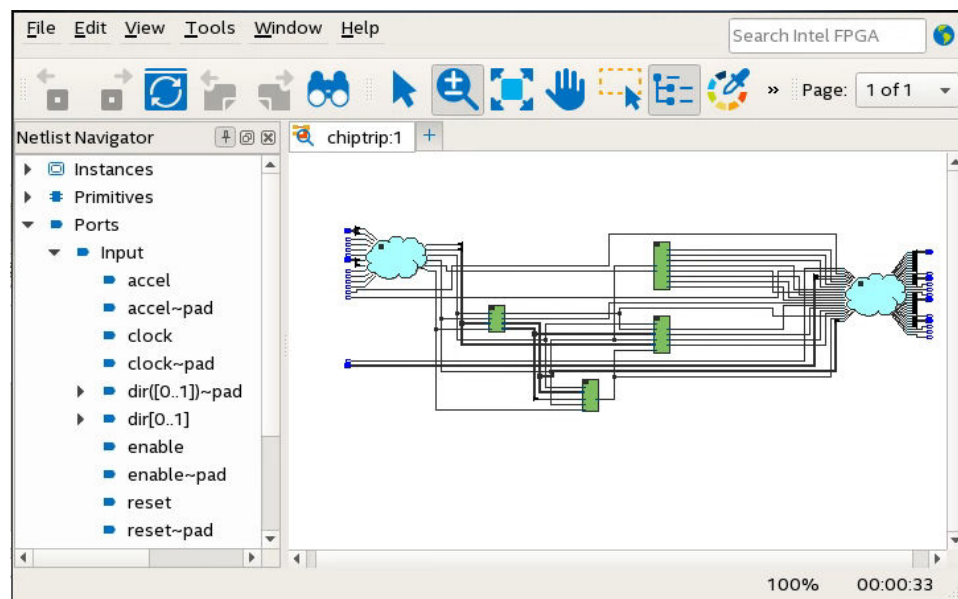 File Edit View Tools Window Help
Search Intel FPGA
» Page: 1 of 1
Netlist Navigator
chiptrip:1 +
Instances
Primitives
Ports
Input
accel
accel~pad
clock
clock~pad
dir([0..1])~pad
dir[0..1]
enable
enable~pad
reset
reset~pad
100% 00:00:33